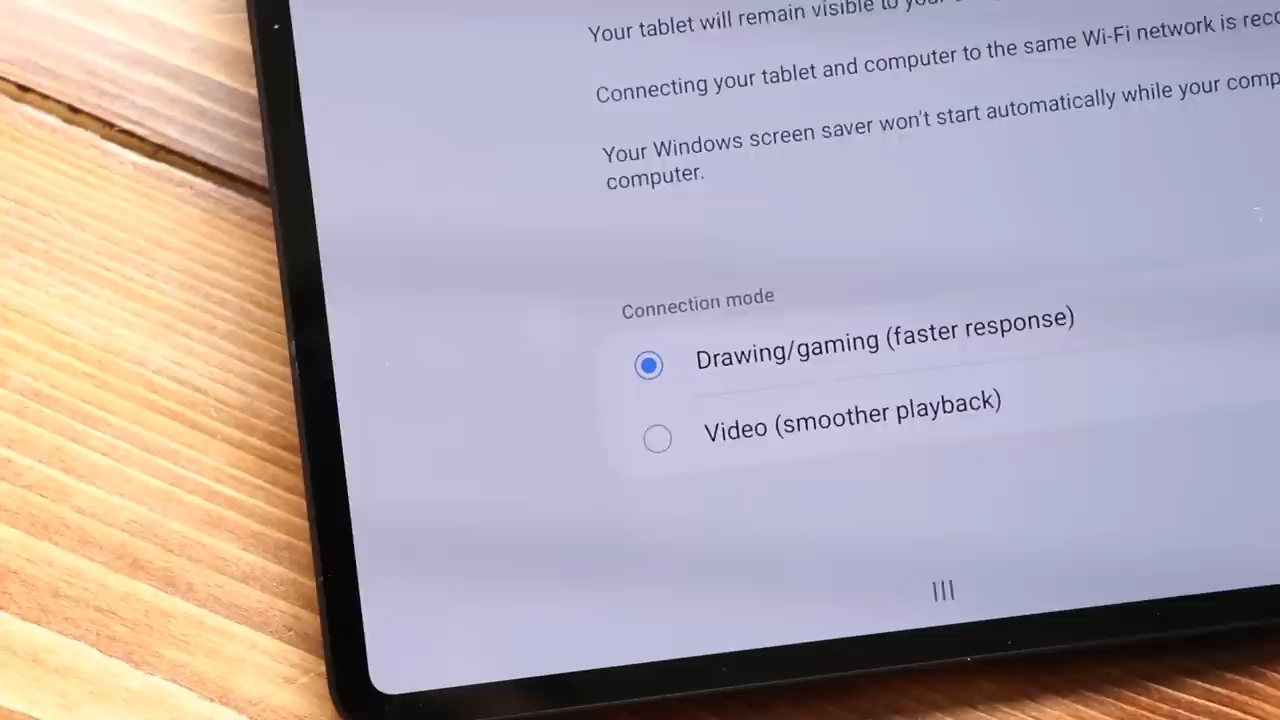 Your tablet will remain visible to
Connecting your tablet and computer to the same Wi-Fi network is
Your Windows screen saver won't start automatically while your
computer.
Connection mode
Drawing/gaming (faster response)
Video (smoother playback)